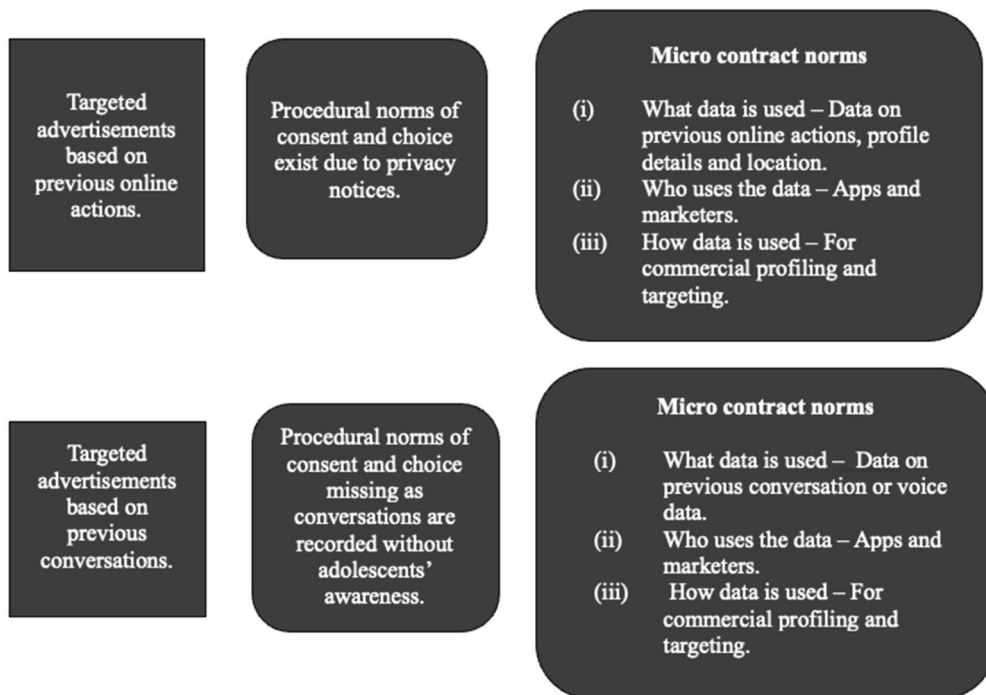 Targeted
advertisements
based on
previous online
actions.
Procedural norms of
consent and choice
exist due to privacy
notices.
Micro contract norms
(i) What data is used – Data on
previous online actions, profile
details and location.
(ii) Who uses the data – Apps and
marketers.
(iii) How data is used – For
commercial profiling and
targeting.
Targeted
advertisements
based on
previous
conversations.
Procedural norms of
consent and choice
missing as
conversations are
recorded without
adolescents’
awareness.
Micro contract norms
(i) What data is used – Data on
previous conversation or voice
data.
(ii) Who uses the data – Apps and
marketers.
(iii) How data is used – For
commercial profiling and
targeting.